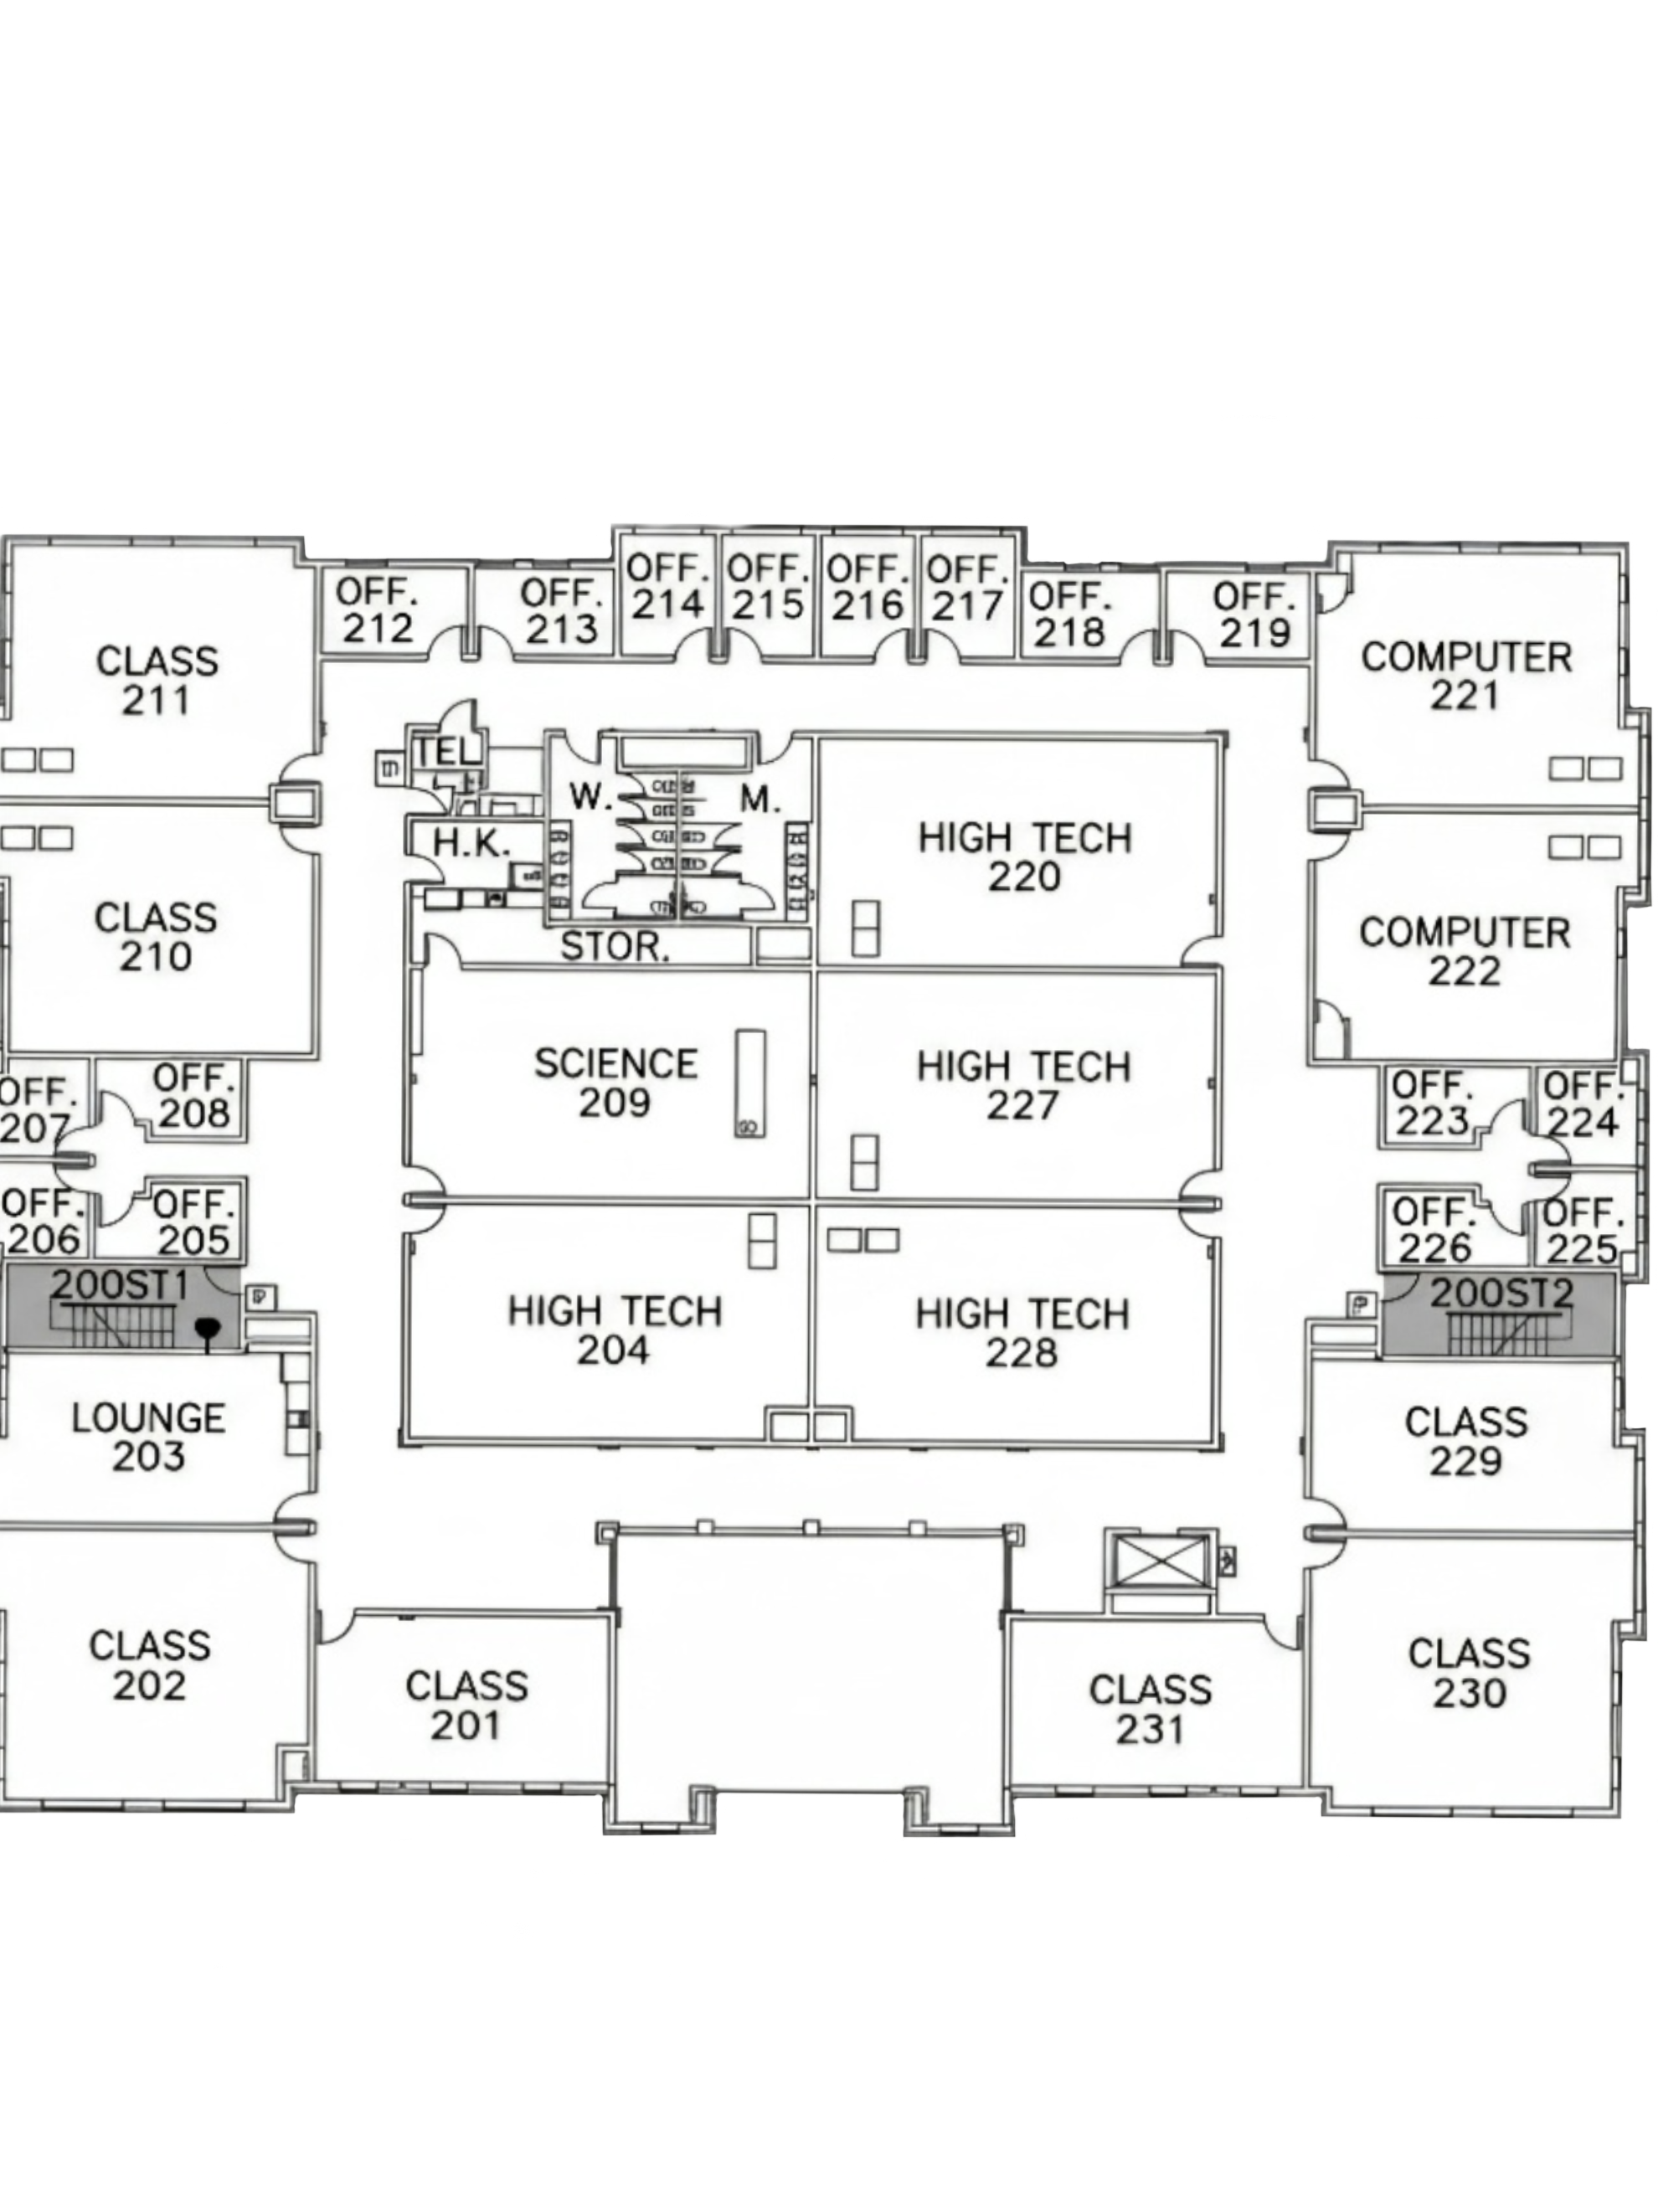 CLASS
211
OFF.
212
OFF.
213
OFF.
214
OFF.
215
OFF.
216
OFF.
217
OFF.
218
OFF.
219
COMPUTER
221
TEL
W.
M.
H.K.
STOR.
HIGH TECH
220
CLASS
210
COMPUTER
222
SCIENCE
209
HIGH TECH
227
OFF.
207
OFF.
208
OFF.
223
OFF.
224
OFF.
206
OFF.
205
OFF.
226
OFF.
225
200ST1
200ST2
HIGH TECH
204
HIGH TECH
228
LOUNGE
203
CLASS
229
CLASS
202
CLASS
201
CLASS
231
CLASS
230